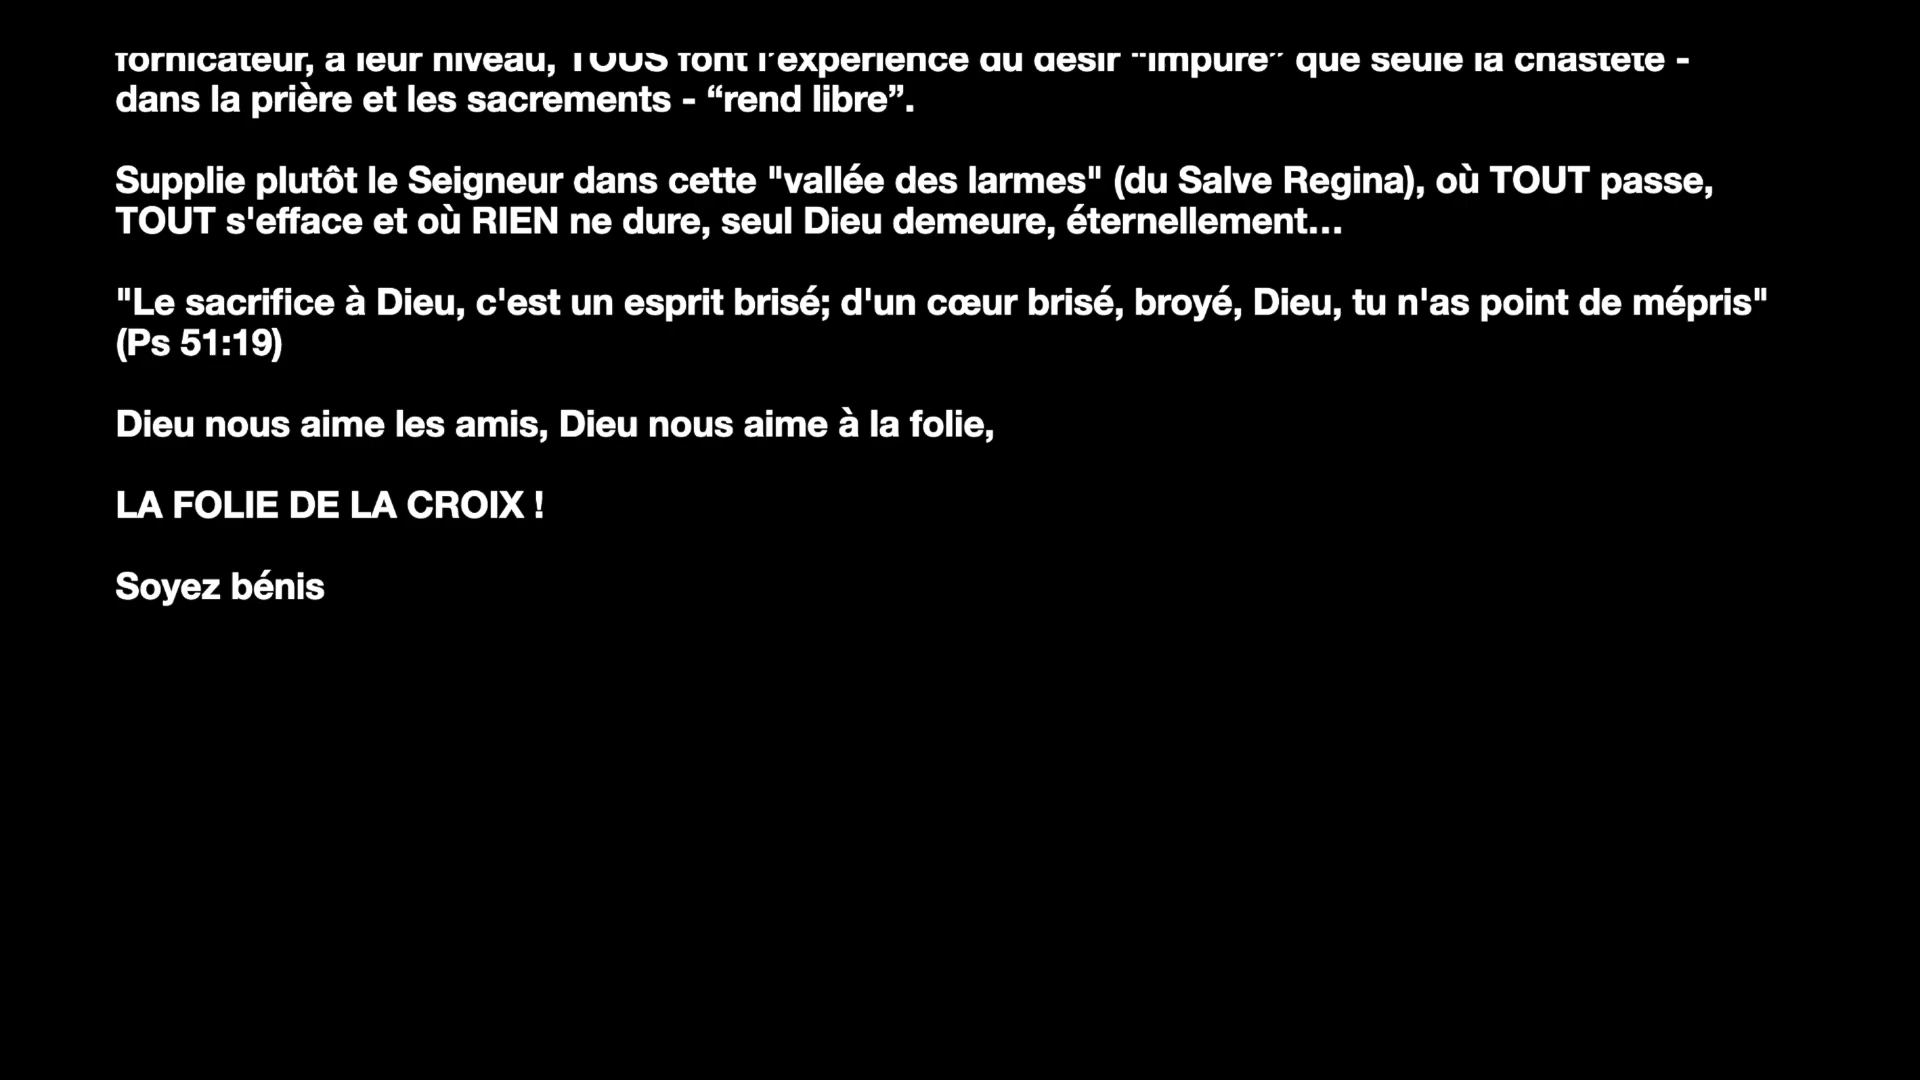 fornicateur, à leur niveau, TOUS font l'expérience du désir “impure” que seule la chasteté -
dans la prière et les sacrements - “rend libre”.
Supplie plutôt le Seigneur dans cette "vallée des larmes" (du Salve Regina), où TOUT passe,
TOUT s'efface et où RIEN ne dure, seul Dieu demeure, éternellement...
"Le sacrifice à Dieu, c'est un esprit brisé; d'un cœur brisé, broyé, Dieu, tu n'as point de mépris"
(Ps 51:19)
Dieu nous aime les amis, Dieu nous aime à la folie,
LA FOLIE DE LA CROIX !
Soyez bénis